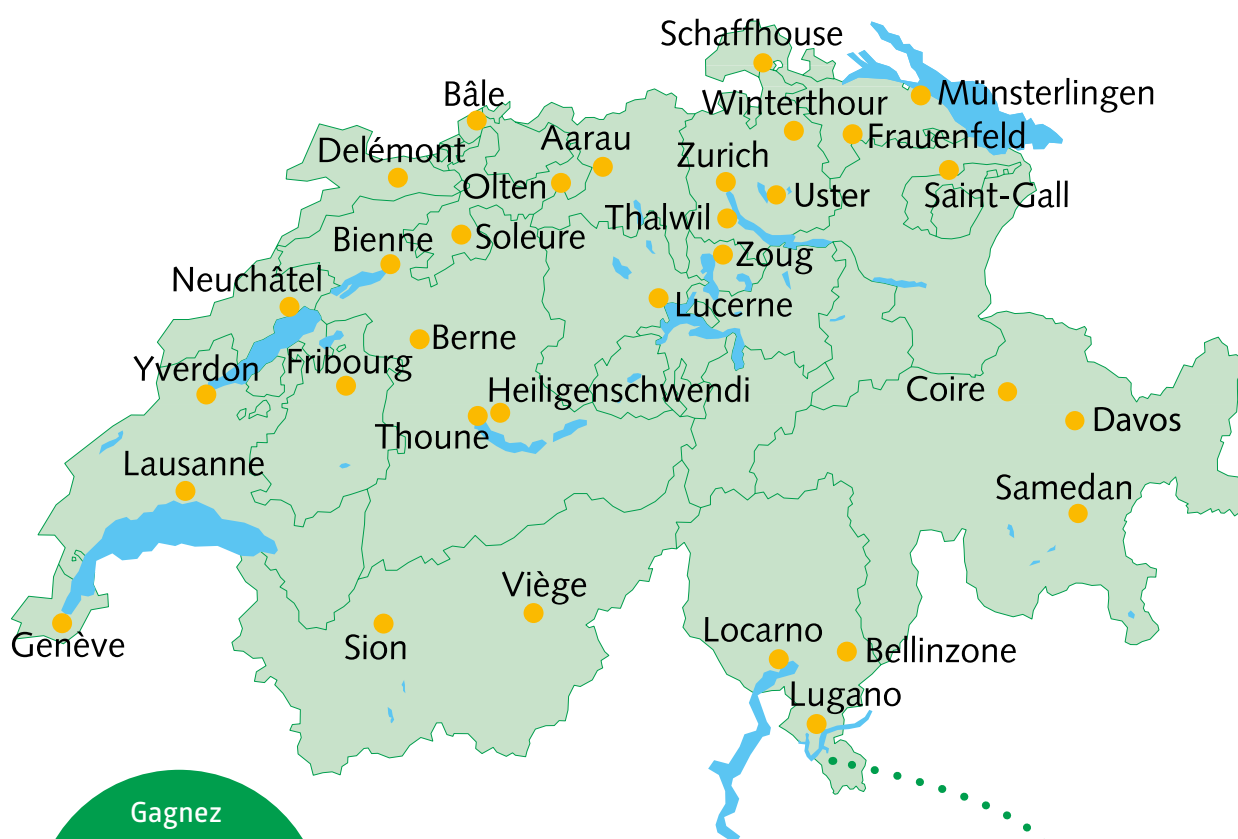 Schaffhouse
Bâle
Münsterlingen
Winterthour
Aarau
Frauenfeld
Delémont
Zurich
Olten
Uster
Saint-Gall
Thalwil
Bienne
Soleure
Zoug
Neuchâtel
Lucerne
Berne
Yverdon
Fribourg
Heiligenschwendi
Coire
Davos
Thoune
Lausanne
Samedan
Viège
Genève
Sion
Locarno
Bellinzone
Lugano
Gagnez